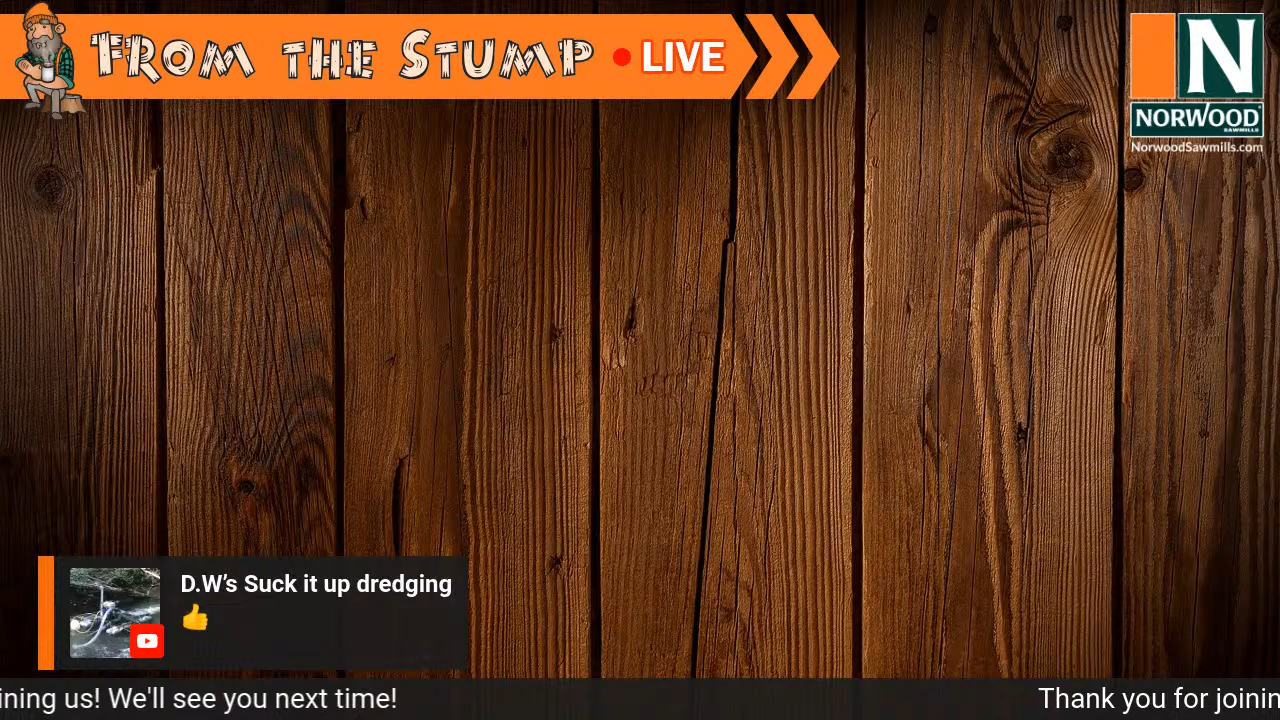 FROM THE STUMP
LIVE
N
NORWOOD
SAWMILLS
NorwoodSawmills.com
D.W's Suck it up dredging
👍
ining us! We'll see you next time!
Thank you for joinin